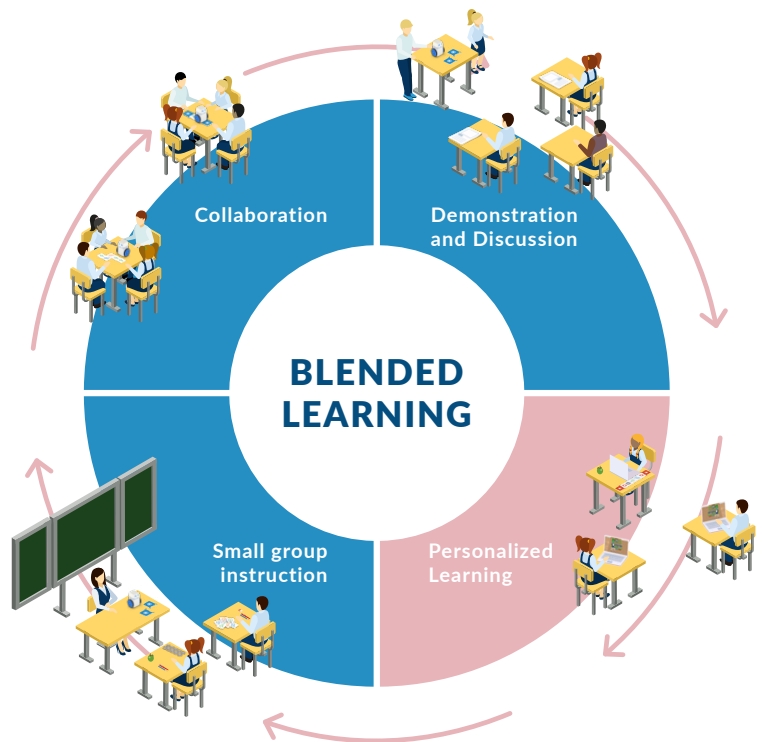 Collaboration
Demonstration
and Discussion
BLENDED
LEARNING
Small group
instruction
Personalized
Learning